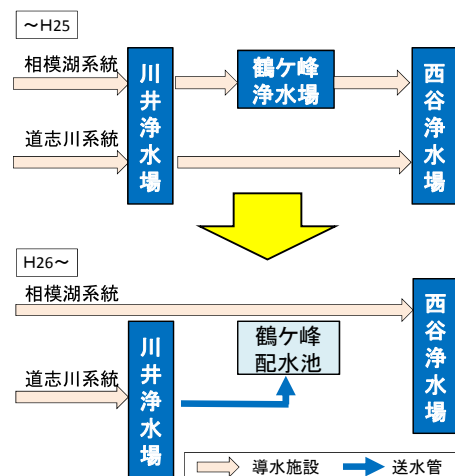 ～H25
相模湖系統
川井浄水場
鶴ケ峰
浄水場
西谷浄水場
道志川系統
H26～
相模湖系統
西谷浄水場
鶴ケ峰
配水池
川井浄水場
道志川系統
導水施設
送水管